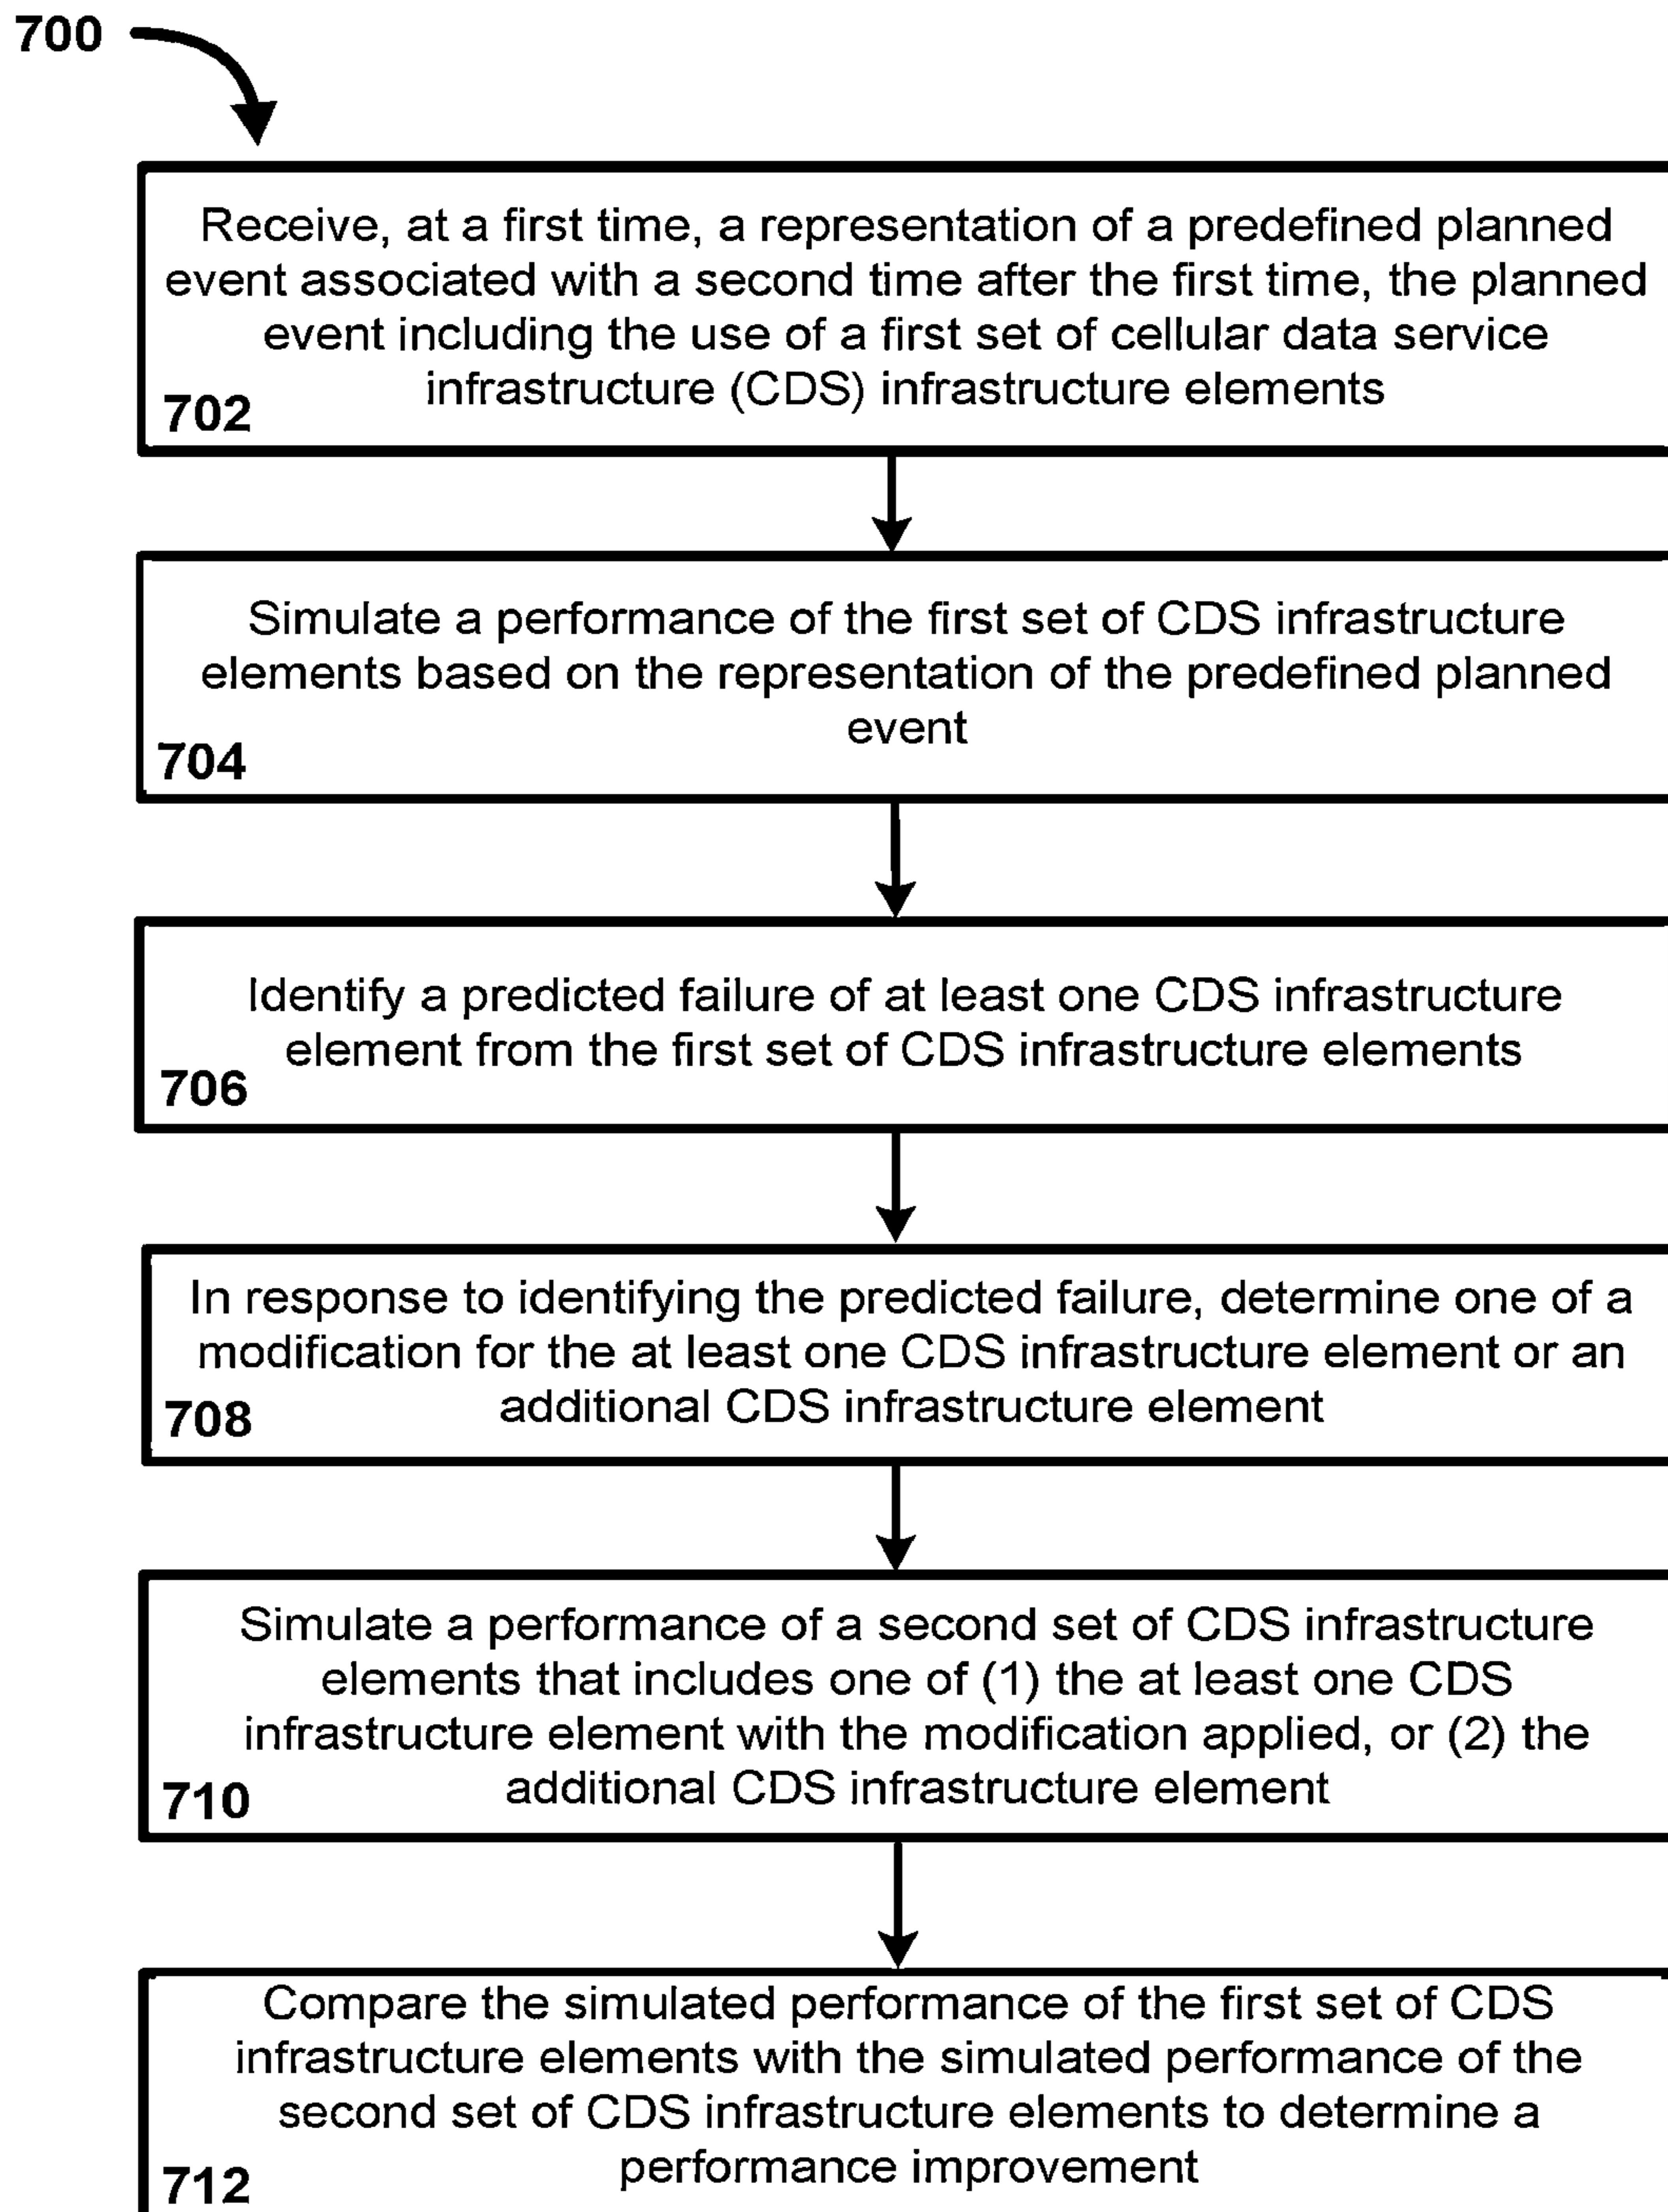 700
Receive, at a first time, a representation of a predefined planned
event associated with a second time after the first time, the planned
event including the use of a first set of cellular data service
infrastructure (CDS) infrastructure elements
702
Simulate a performance of the first set of CDS infrastructure
elements based on the representation of the predefined planned
event
704
Identify a predicted failure of at least one CDS infrastructure
element from the first set of CDS infrastructure elements
706
In response to identifying the predicted failure, determine one of a
modification for the at least one CDS infrastructure element or an
additional CDS infrastructure element
708
Simulate a performance of a second set of CDS infrastructure
elements that includes one of (1) the at least one CDS
infrastructure element with the modification applied, or (2) the
additional CDS infrastructure element
710
Compare the simulated performance of the first set of CDS
infrastructure elements with the simulated performance of the
second set of CDS infrastructure elements to determine a
performance improvement
712